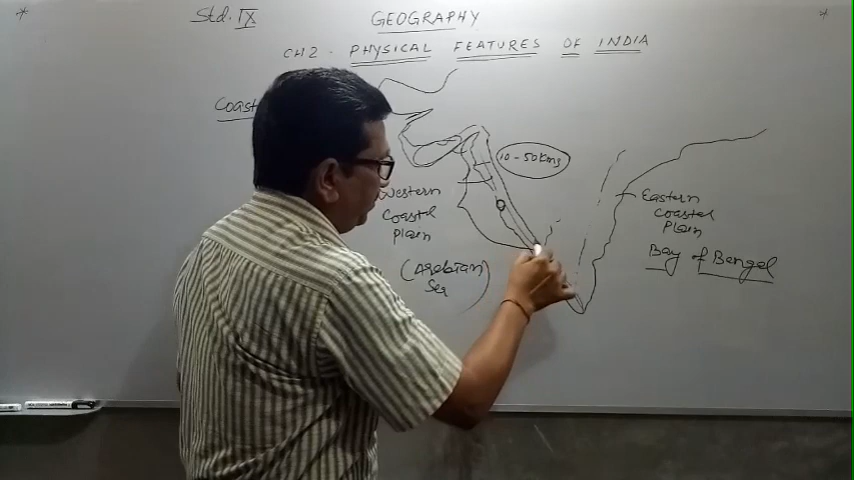 Std. IX
GEOGRAPHY
CH2 - PHYSICAL FEATURES OF INDIA
Coast
10-50kms
Western
Coastal
Plain
(Arabian
Sea)
Eastern
Coastal
Plain
Bay of Bengal